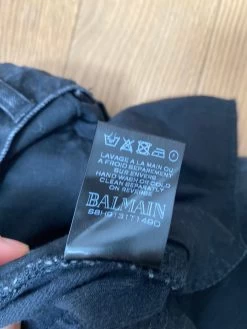 LAVAGE A LA MAIN OU
A FROID SEPAREMENT
SUR ENVERS
HAND WASH OR COLD
CLEAN SEPARATELY
ON REVERSE
BALMAIN